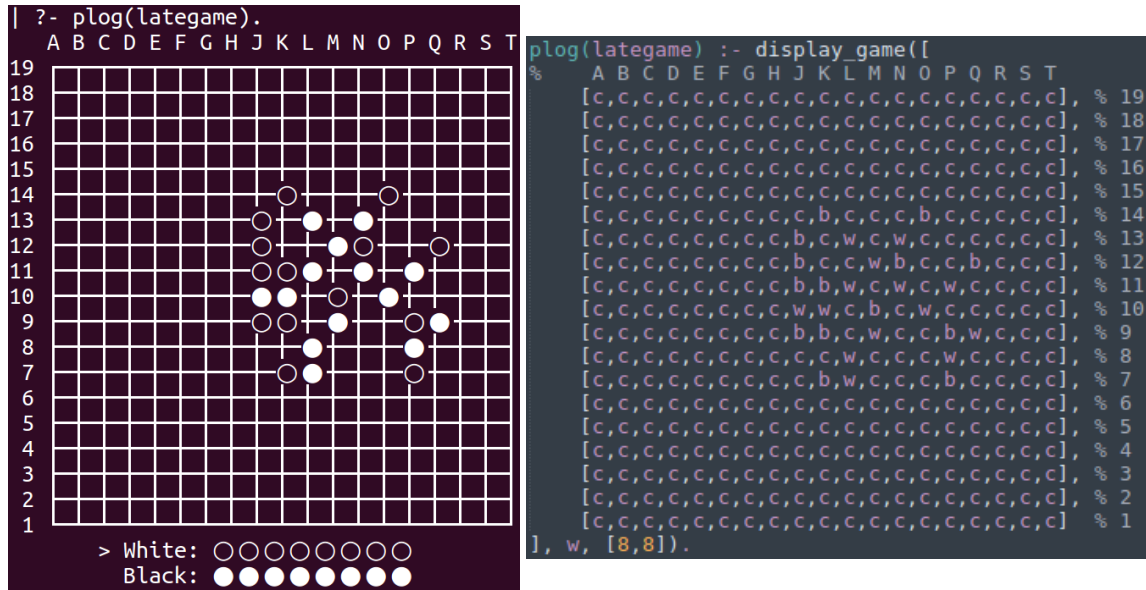 | ?- plog(lategame).
A B C D E F G H J K L M N O P Q R S T
19
18
17
16
15
14
13
12
11
10
9
8
7
6
5
4
3
2
1
> White: ○○○○○○○○
Black: ●●●●●●●●
plog(lategame) :- display_game([
% A B C D E F G H J K L M N O P Q R S T
[c,c,c,c,c,c,c,c,c,c,c,c,c,c,c,c,c,c,c], % 19
[c,c,c,c,c,c,c,c,c,c,c,c,c,c,c,c,c,c,c], % 18
[c,c,c,c,c,c,c,c,c,c,c,c,c,c,c,c,c,c,c], % 17
[c,c,c,c,c,c,c,c,c,c,c,c,c,c,c,c,c,c,c], % 16
[c,c,c,c,c,c,c,c,c,c,c,c,c,c,c,c,c,c,c], % 15
[c,c,c,c,c,c,c,c,c,b,c,c,c,b,c,c,c,c,c], % 14
[c,c,c,c,c,c,c,c,b,c,w,c,w,c,c,c,c,c,c], % 13
[c,c,c,c,c,c,c,c,b,c,c,w,b,c,c,b,c,c,c], % 12
[c,c,c,c,c,c,c,c,b,b,w,c,w,c,w,c,c,c,c], % 11
[c,c,c,c,c,c,c,c,w,w,c,b,c,w,c,c,c,c,c], % 10
[c,c,c,c,c,c,c,c,b,b,c,w,c,c,b,w,c,c,c], % 9
[c,c,c,c,c,c,c,c,c,c,w,c,c,c,w,c,c,c,c], % 8
[c,c,c,c,c,c,c,c,c,b,w,c,c,c,b,c,c,c,c], % 7
[c,c,c,c,c,c,c,c,c,c,c,c,c,c,c,c,c,c,c], % 6
[c,c,c,c,c,c,c,c,c,c,c,c,c,c,c,c,c,c,c], % 5
[c,c,c,c,c,c,c,c,c,c,c,c,c,c,c,c,c,c,c], % 4
[c,c,c,c,c,c,c,c,c,c,c,c,c,c,c,c,c,c,c], % 3
[c,c,c,c,c,c,c,c,c,c,c,c,c,c,c,c,c,c,c], % 2
[c,c,c,c,c,c,c,c,c,c,c,c,c,c,c,c,c,c,c] % 1
], w, [8,8]).